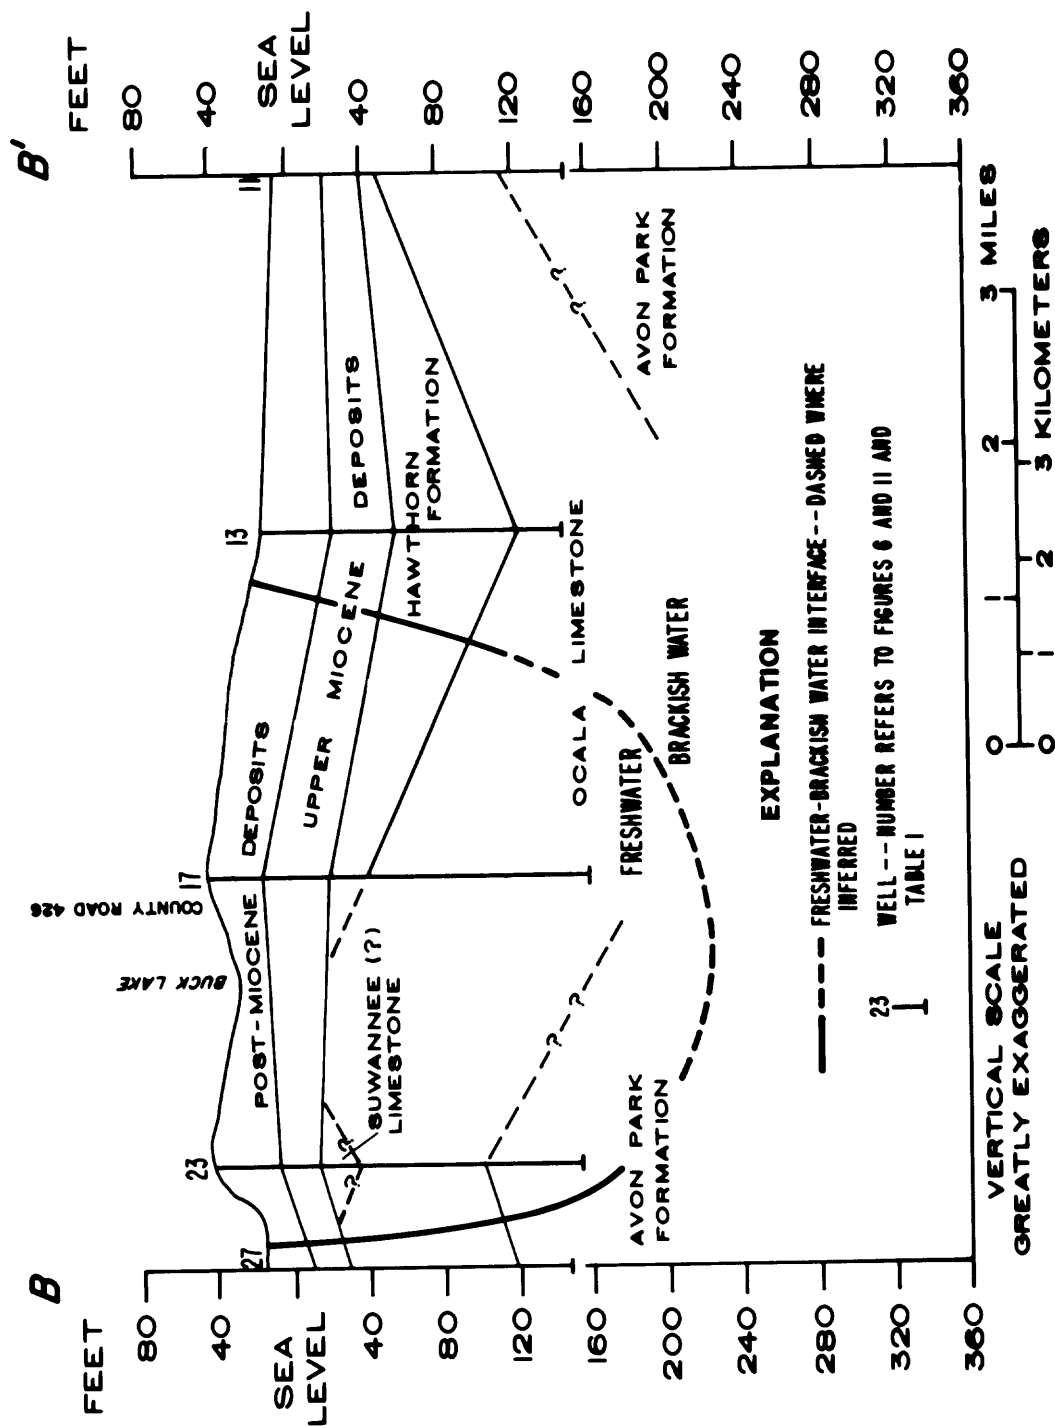 B
B'
FEET
FEET
80
40
SEA
LEVEL
40
80
120
160
200
240
280
320
360
80
40
SEA
LEVEL
40
80
120
160
200
240
280
320
360
27
23
17
13
11
BUCK LAKE
COUNTY ROAD 426
POST-MIOCENE DEPOSITS
UPPER MIOCENE DEPOSITS
HAWTHORN
FORMATION
?
?
SUWANNEE (?)
LIMESTONE
OCALA LIMESTONE
?
?
?
?
AVON PARK
FORMATION
FRESHWATER
BRACKISH WATER
AVON PARK
FORMATION
EXPLANATION
FRESHWATER-BRACKISH WATER INTERFACE--DASHED WHERE
INFERRED
23
WELL--NUMBER REFERS TO FIGURES 6 AND 11 AND
TABLE 1
VERTICAL SCALE
GREATLY EXAGGERATED
0 1 2 3 MILES
0 1 2 3 KILOMETERS